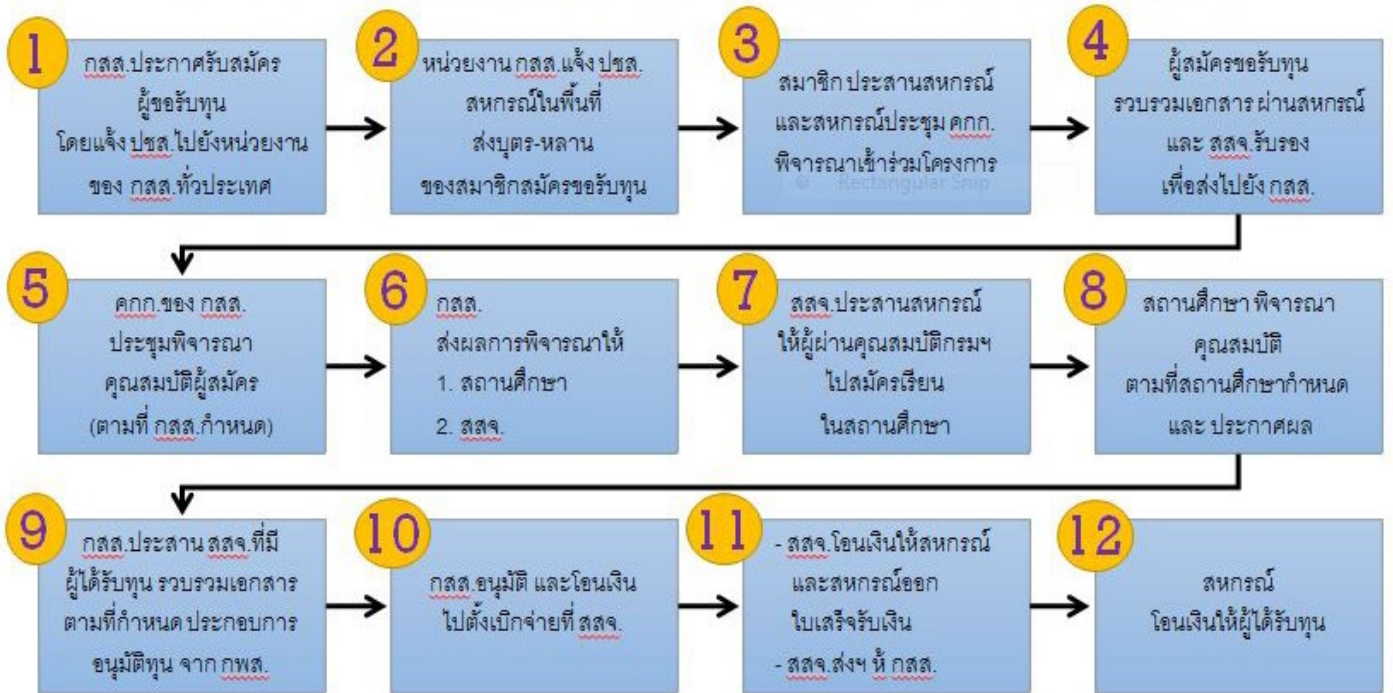 1
กสส.ประกาศรับสมัคร
ผู้ขอรับทุน
โดยแจ้ง ปชส.ไปยังหน่วยงาน
ของ กสส.ทั่วประเทศ
2
หน่วยงาน กสส.แจ้ง ปชส.
สหกรณ์ในพื้นที่
ส่งบุตร-หลาน
ของสมาชิกสมัครขอรับทุน
3
สมาชิก ประสานสหกรณ์
และสหกรณ์ประชุม คกก.
พิจารณาเข้าร่วมโครงการ
Rectangular Snip
4
ผู้สมัครขอรับทุน
รวบรวมเอกสาร ผ่านสหกรณ์
และ สสจ.รับรอง
เพื่อส่งไปยัง กสส.
5
คกก.ของ กสส.
ประชุมพิจารณา
คุณสมบัติผู้สมัคร
(ตามที่ กสส.กำหนด)
6
กสส.
ส่งผลการพิจารณาให้
1. สถานศึกษา
2. สสจ.
7
สสจ.ประสานสหกรณ์
ให้ผู้ผ่านคุณสมบัติกรมฯ
ไปสมัครเรียน
ในสถานศึกษา
8
สถานศึกษา พิจารณา
คุณสมบัติ
ตามที่สถานศึกษากำหนด
และ ประกาศผล
9
กสส.ประสาน สสจ.ที่มี
ผู้ได้รับทุน รวบรวมเอกสาร
ตามที่กำหนด ประกอบการ
อนุมัติทุน จาก กพส.
10
กสส.อนุมัติ และโอนเงิน
ไปตั้งเบิกจ่ายที่ สสจ.
11
- สสจ.โอนเงินให้สหกรณ์
และสหกรณ์ออก
ใบเสร็จรับเงิน
- สสจ.ส่งฯ ห้ กสส.
12
สหกรณ์
โอนเงินให้ผู้ได้รับทุน